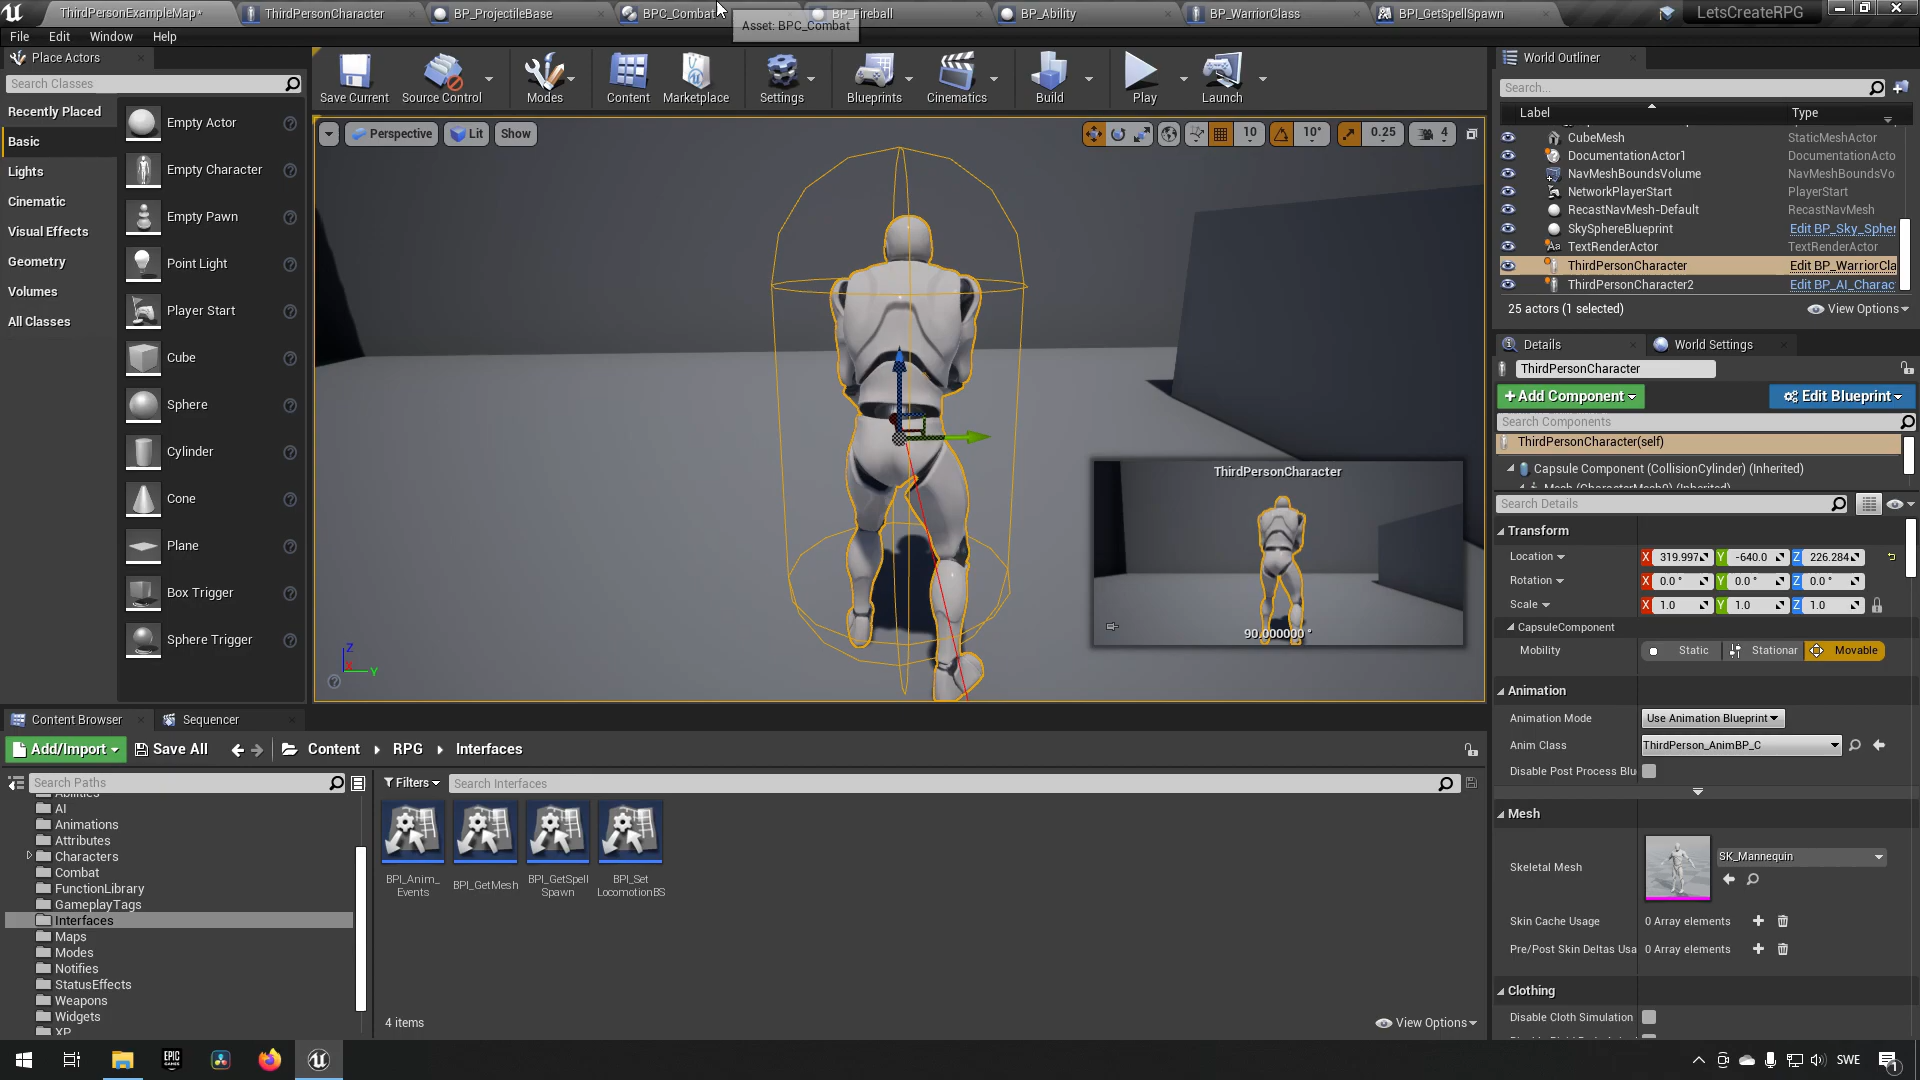 ThirdPersonExampleMap*
ThirdPersonCharacter
BP_ProjectileBase
BPC_Combat
BP_Fireball
BP_Ability
BP_WarriorClass
BPI_GetSpellSpawn
LetsCreateRPG
Asset: BPC_Combat
File
Edit
Window
Help
Place Actors
Search Classes
Recently Placed
Basic
Lights
Cinematic
Visual Effects
Geometry
Volumes
All Classes
Empty Actor
Empty Character
Empty Pawn
Point Light
Player Start
Cube
Sphere
Cylinder
Cone
Plane
Box Trigger
Sphere Trigger
Save Current
Source Control
Modes
Content
Marketplace
Settings
Blueprints
Cinematics
Build
Play
Launch
Perspective
Lit
Show
10
10°
0.25
4
ThirdPersonCharacter
90.000000 °
Z
X
Y
World Outliner
Search...
Label
Type
CubeMesh
StaticMeshActor
DocumentationActor1
DocumentationActo
NavMeshBoundsVolume
NavMeshBoundsVo
NetworkPlayerStart
PlayerStart
RecastNavMesh-Default
RecastNavMesh
SkySphereBlueprint
Edit BP_Sky_Spher
TextRenderActor
TextRenderActor
ThirdPersonCharacter
Edit BP_WarriorCla
ThirdPersonCharacter2
Edit BP_AI_Charac
25 actors (1 selected)
View Options
Details
World Settings
ThirdPersonCharacter
+Add Component
Edit Blueprint
Search Components
ThirdPersonCharacter(self)
Capsule Component (CollisionCylinder) (Inherited)
Mesh (CharacterMesh0) (Inherited)
Search Details
Transform
Location
X 319.997 Y -640.0 Z 226.284
Rotation
X 0.0 ° Y 0.0 ° Z 0.0 °
Scale
X 1.0 Y 1.0 Z 1.0
CapsuleComponent
Mobility
Static
Stationar
Movable
Animation
Animation Mode
Use Animation Blueprint
Anim Class
ThirdPerson_AnimBP_C
Disable Post Process Blu
Mesh
Skeletal Mesh
SK_Mannequin
Skin Cache Usage
0 Array elements
Pre/Post Skin Deltas Usa
0 Array elements
Clothing
Disable Cloth Simulation
Content Browser
Sequencer
Add/Import
Save All
Content
RPG
Interfaces
Search Paths
Filters
Search Interfaces
Abilities
AI
Animations
Attributes
Characters
Combat
FunctionLibrary
GameplayTags
Interfaces
Maps
Modes
Notifies
StatusEffects
Weapons
Widgets
XP
BPI_Anim_
Events
BPI_GetMesh
BPI_GetSpell
Spawn
BPI_Set
LocomotionBS
4 items
View Options
EPIC
GAMES
SWE
1